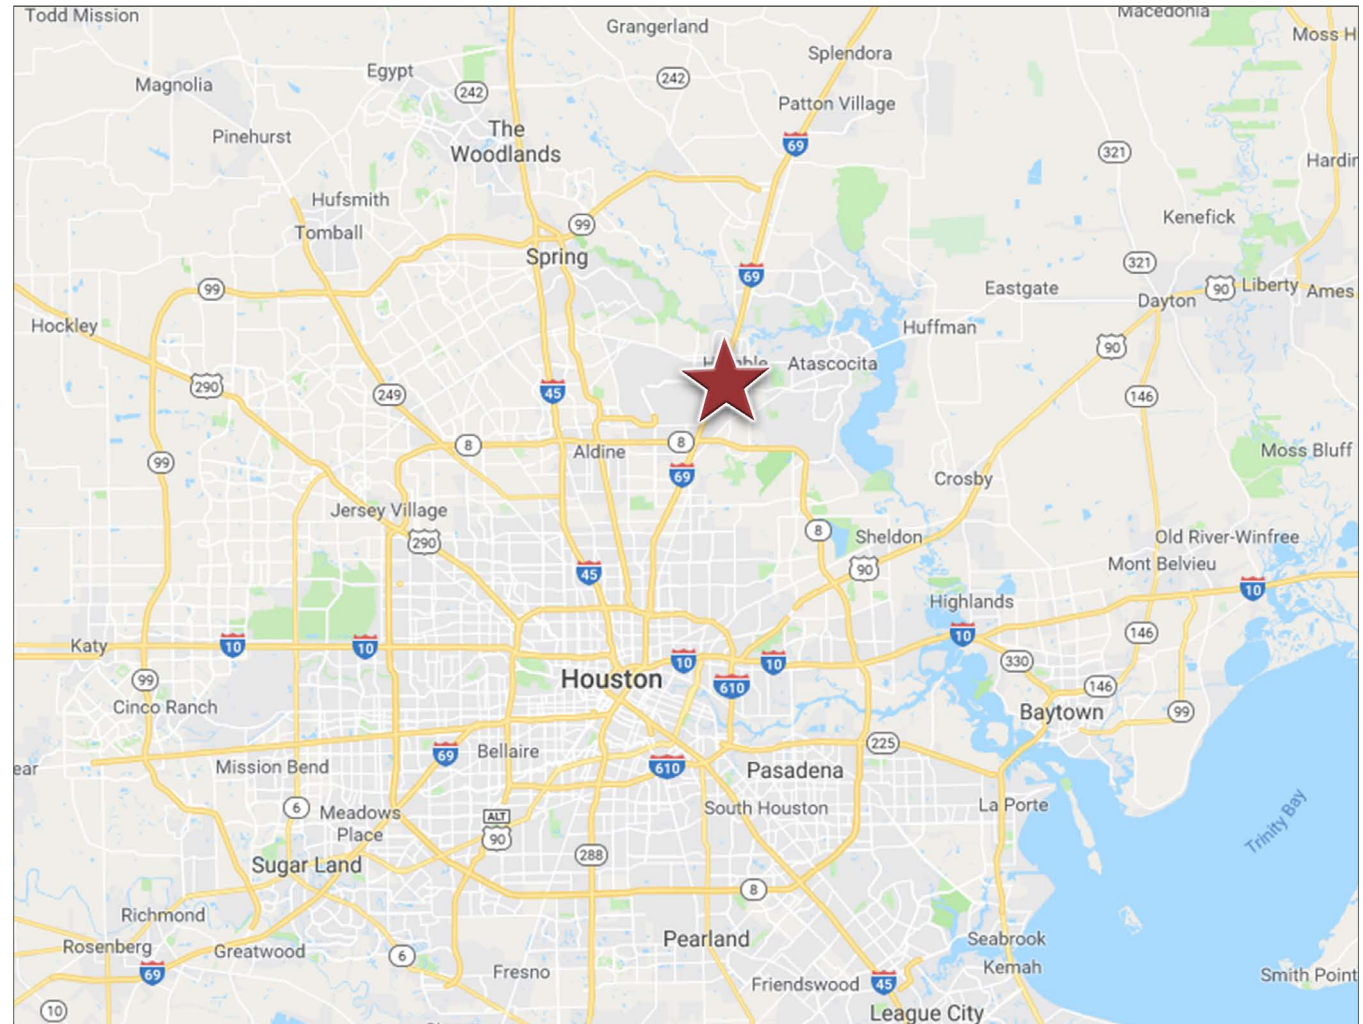 Todd Mission
Grangerland
Macedonia
Moss H
Splendora
Egypt
242
242
Magnolia
Patton Village
The
Woodlands
Pinehurst
69
321
Hardin
Hufsmith
Kenefick
99
Tomball
Spring
321
69
99
Eastgate
90
Liberty
Ames
Dayton
Hockley
Huffman
90
Atascocita
290
45
249
146
8
8
Aldine
Moss Bluff
99
69
Crosby
Jersey Village
8
Sheldon
Old River-Winfree
290
Mont Belvieu
90
45
10
Highlands
10
146
Katy
10
10
10
10
330
Houston
99
610
146
Cinco Ranch
Baytown
99
225
Bellaire
69
Mission Bend
ear
610
Pasadena
6
Meadows
Place
South Houston
La Porte
ALT
90
Trinity Bay
288
Sugar Land
8
Richmond
Rosenberg
Greatwood
Pearland
Seabrook
6
69
Fresno
Kemah
Smith Point
Friendswood
45
10
League City